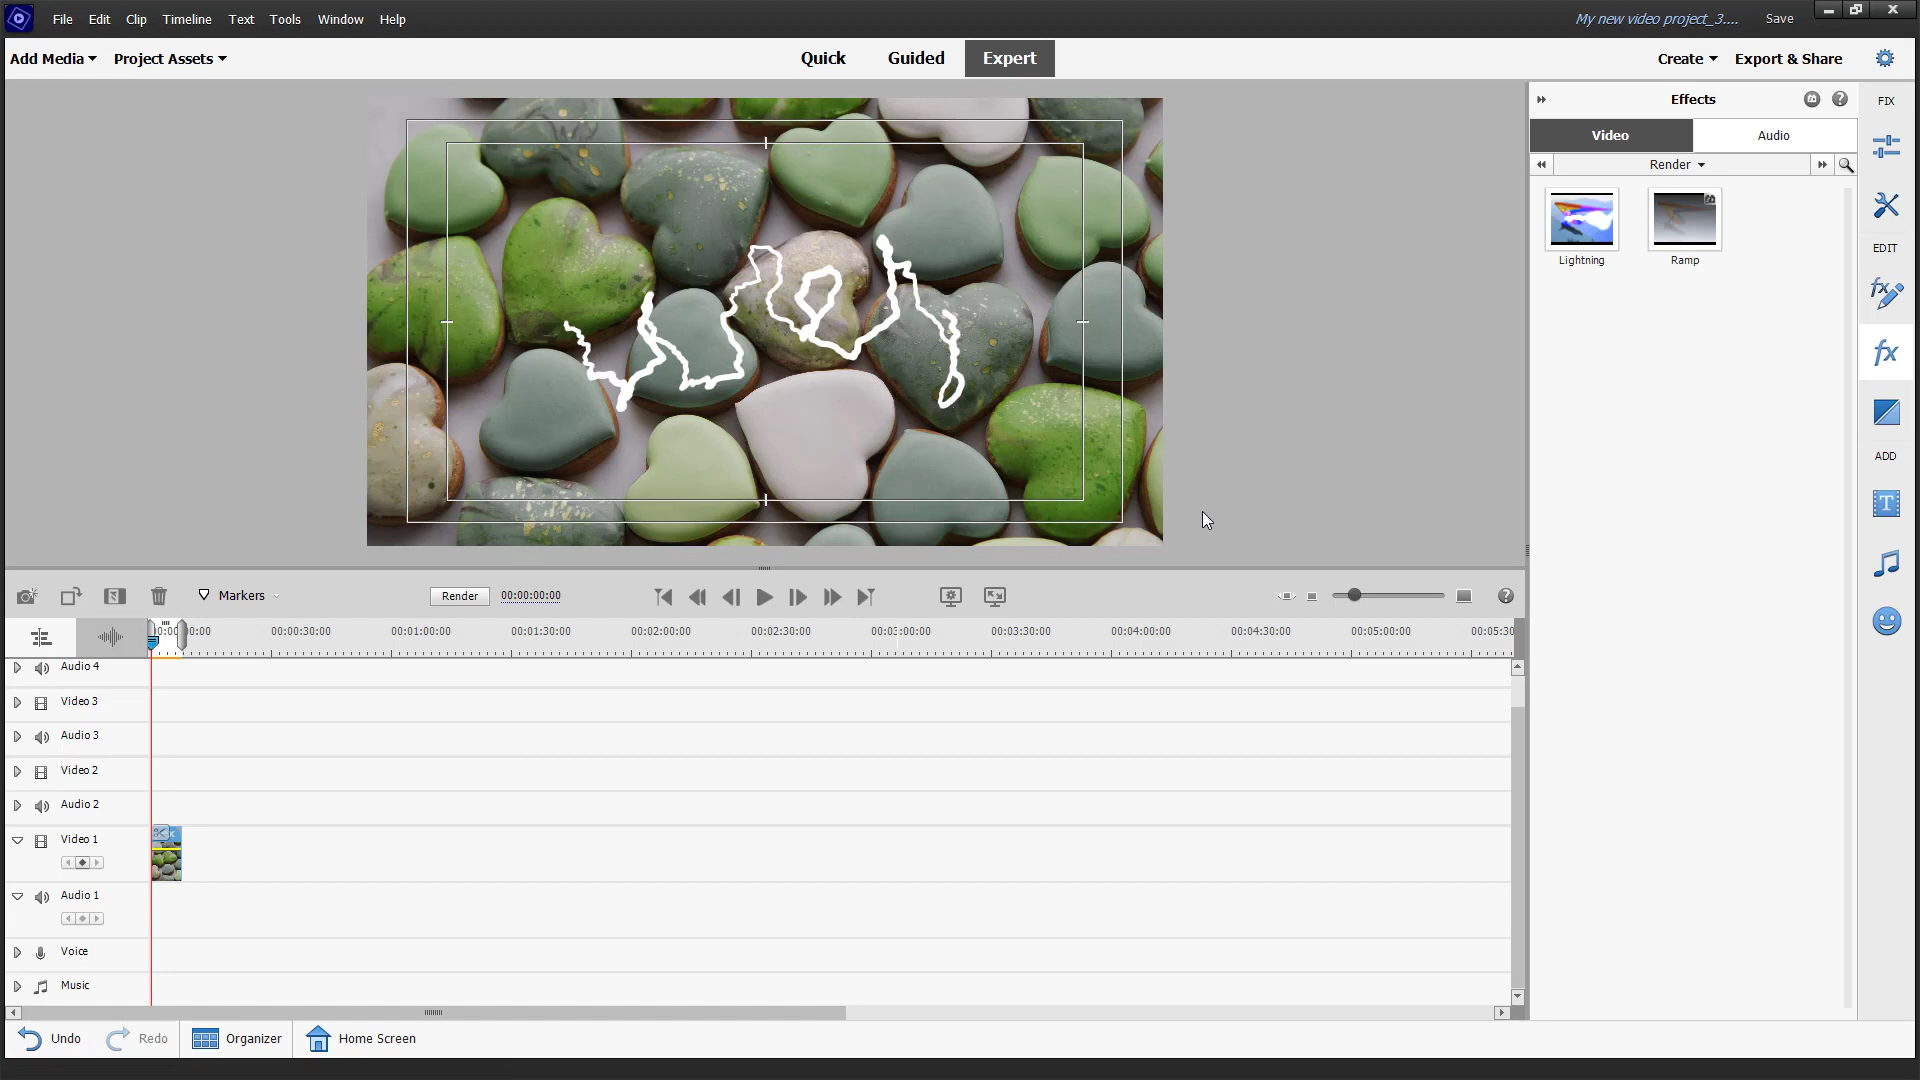 File Edit Clip Timeline Text Tools Window Help
My new video project_3.... Save
Add Media Project Assets
Quick Guided Expert
Create Export & Share
Effects
Video Audio
Render
Lightning Ramp
FIX
EDIT
fx
fx
ADD
T
Markers
Render 00:00:00:00
00:00:30:00 00:01:00:00 00:01:30:00 00:02:00:00 00:02:30:00 00:03:00:00 00:03:30:00 00:04:00:00 00:04:30:00 00:05:00:00 00:05:30
Audio 4
Video 3
Audio 3
Video 2
Audio 2
Video 1
Audio 1
Voice
Music
Undo Redo Organizer Home Screen